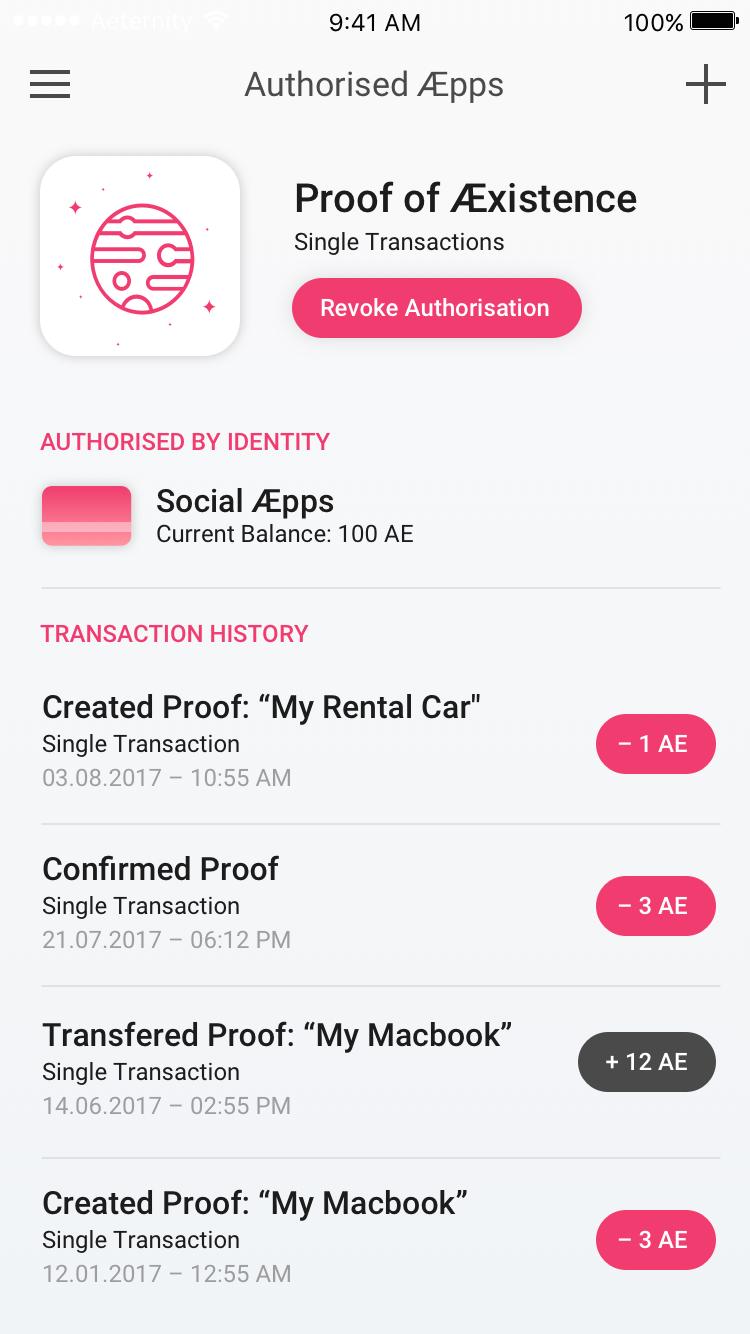 Aeternity 9:41 AM 100%
Authorised Æpps
Proof of Æxistence
Single Transactions
Revoke Authorisation
AUTHORISED BY IDENTITY
Social Æpps
Current Balance: 100 AE
TRANSACTION HISTORY
Created Proof: “My Rental Car"
Single Transaction
– 1 AE
03.08.2017 – 10:55 AM
Confirmed Proof
Single Transaction
– 3 AE
21.07.2017 – 06:12 PM
Transfered Proof: “My Macbook”
Single Transaction
+ 12 AE
14.06.2017 – 02:55 PM
Created Proof: “My Macbook”
Single Transaction
– 3 AE
12.01.2017 – 12:55 AM